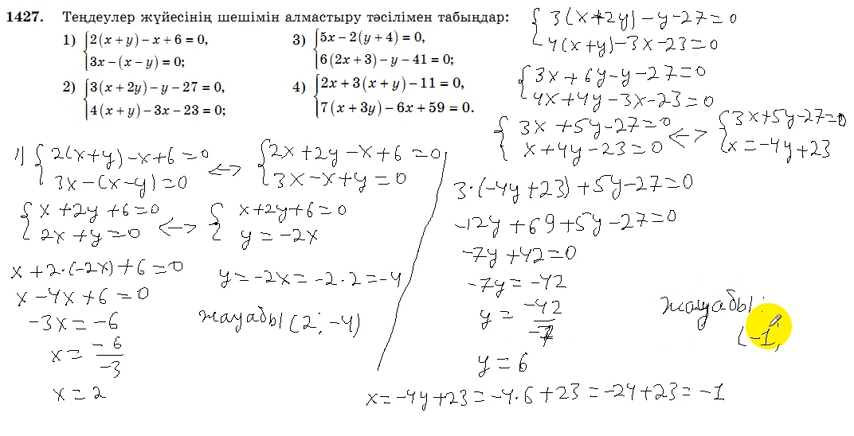 1427. Теңдеулер жүйесінің шешімін алмастыру тәсілімен табыңдар:
1) {2(x + y) – x + 6 = 0,
3x – (x – y) = 0;
2) {3(x + 2y) – y – 27 = 0,
4(x + y) – 3x – 23 = 0;
3) {5x – 2(y + 4) = 0,
6(2x + 3) – y – 41 = 0;
4) {2x + 3(x + y) – 11 = 0,
7(x + 3y) – 6x + 59 = 0.
1) {2(x+y)-x+6=0 <-> {2x+2y-x+6=0
3x-(x-y)=0 3x-x+y=0
{x+2y+6=0 <-> {x+2y+6=0
2x+y=0 y=-2x
x+2·(-2x)+6=0
x-4x+6=0
-3x=-6
x=-6/-3
x=2
y=-2x=-2·2=-4
жауабы (2; -4)
{3(x+2y)-y-27=0
4(x+y)-3x-23=0
{3x+6y-y-27=0
4x+4y-3x-23=0
{3x+5y-27=0 <-> {3x+5y-27=0
x+4y-23=0 x=-4y+23
3·(-4y+23)+5y-27=0
-12y+69+5y-27=0
-7y+42=0
-7y=-42
y=-42/-7
y=6
x=-4y+23=-4·6+23=-24+23=-1
жауабы:
(-1;